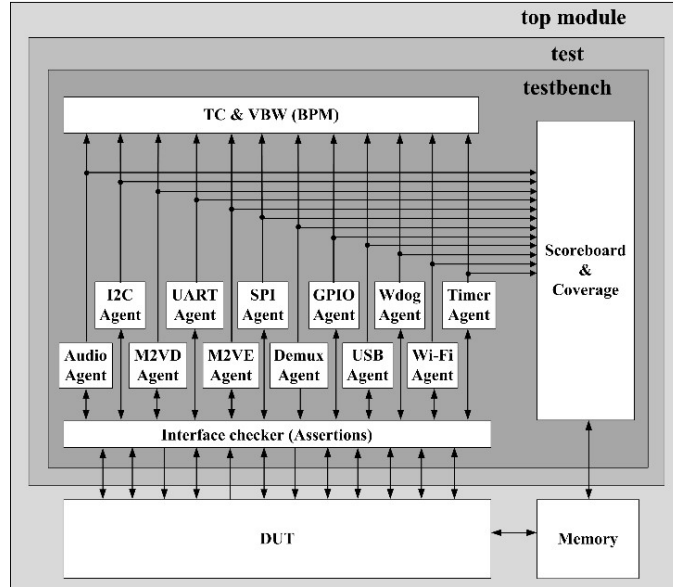 top module
test
testbench
TC & VBW (BPM)
Scoreboard
&
Coverage
I2C
Agent
UART
Agent
SPI
Agent
GPIO
Agent
Wdog
Agent
Timer
Agent
Audio
Agent
M2VD
Agent
M2VE
Agent
Demux
Agent
USB
Agent
Wi-Fi
Agent
Interface checker (Assertions)
DUT
Memory